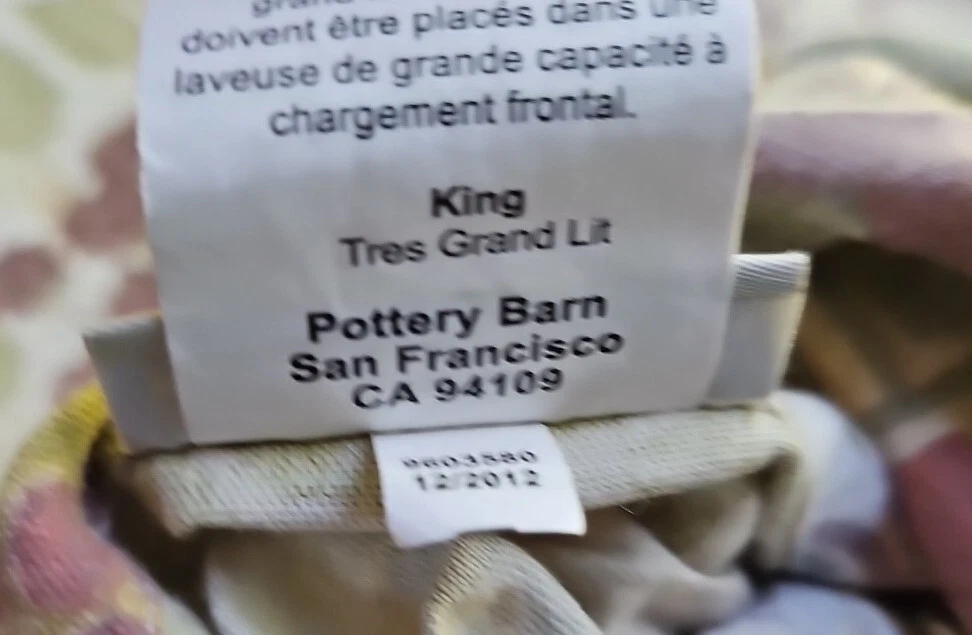 doivent être placés dans une
laveuse de grande capacité à
chargement frontal.
King
Tres Grand Lit
Pottery Barn
San Francisco
CA 94109
12/2012